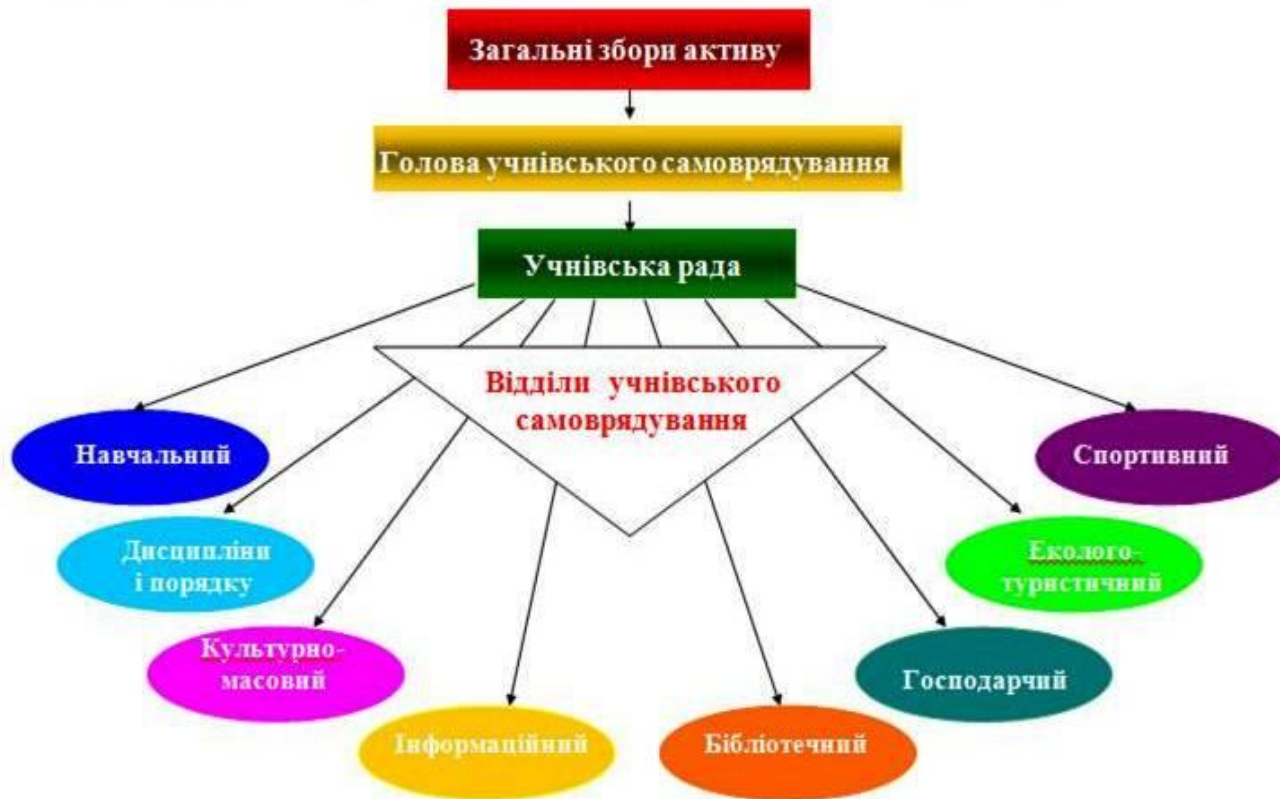 Загальні збори активу
Голова учнівського самоврядування
Учнівська рада
Відділи учнівського
самоврядування
Навчальний
Спортивний
Дисципліни
і порядку
Еколого-
туристичний
Культурно-
масовий
Господарчий
Інформаційний
Бібліотечний